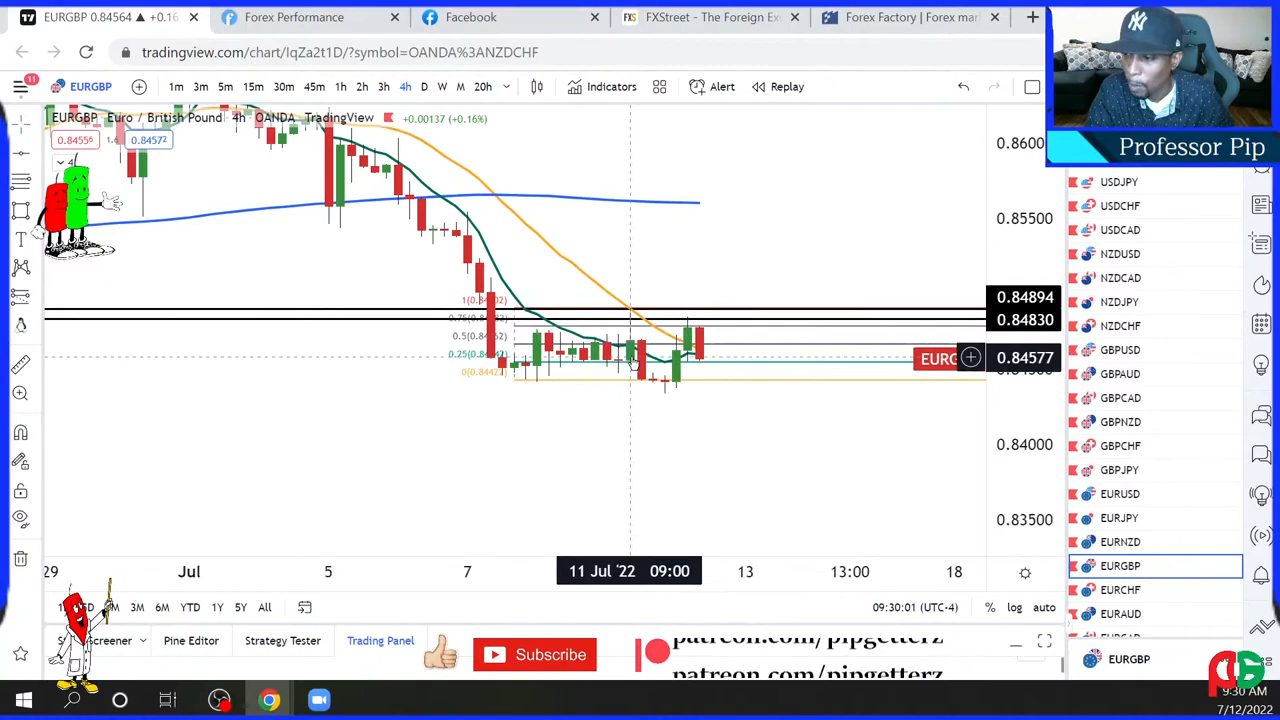 EURGBP 0.84564 ▲ +0.16
Forex Performance
Facebook
FXStreet - The Foreign Ex
Forex Factory | Forex mar
tradingview.com/chart/IqZa2t1D/?symbol=OANDA%3ANZDCHF
11
EURGBP
1m 3m 5m 15m 30m 45m 1h 2h 3h 4h D W M 20h
Indicators
Alert
Replay
EURGBP Euro / British Pound 4h OANDA TradingView
+0.00137 (+0.16%)
0.84556
0.84572
4
Professor Pip
0.86000
0.85500
0.84894
0.84830
0.84577
0.84000
0.83500
EURG
USDJPY
USDCHF
USDCAD
NZDUSD
NZDCAD
NZDJPY
NZDCHF
GBPUSD
GBPAUD
GBPCAD
GBPNZD
GBPCHF
GBPJPY
EURUSD
EURJPY
EURNZD
EURGBP
EURCHF
EURAUD
EURGBP
29 Jul 5 7
11 Jul '22 09:00
13 13:00 18
3M 6M YTD 1Y 5Y All
09:30:01 (UTC-4)
% log auto
Screener
Pine Editor
Strategy Tester
Trading Panel
Subscribe
patreon.com/pipgetterz
patreon.com/pipgetterz
9:30 AM
7/12/2022